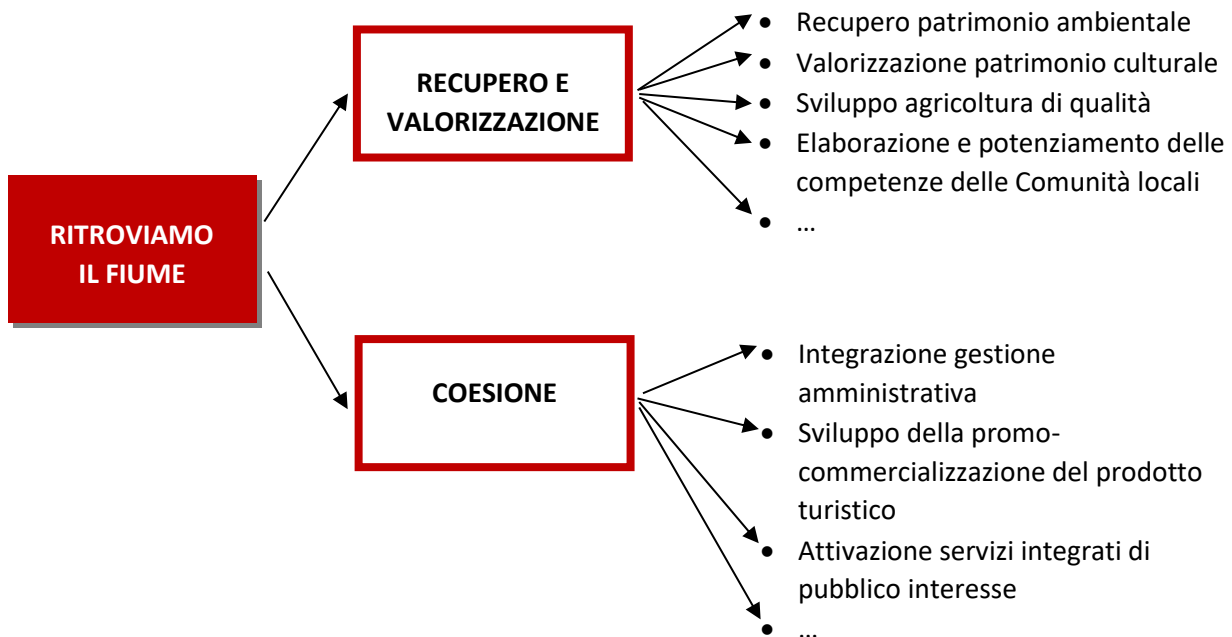 RITROVIAMO
IL FIUME
RECUPERO E
VALORIZZAZIONE
• Recupero patrimonio ambientale
• Valorizzazione patrimonio culturale
• Sviluppo agricoltura di qualità
• Elaborazione e potenziamento delle
competenze delle Comunità locali
• ...
COESIONE
• Integrazione gestione
amministrativa
• Sviluppo della promo-
commercializzazione del prodotto
turistico
• Attivazione servizi integrati di
pubblico interesse
• ...